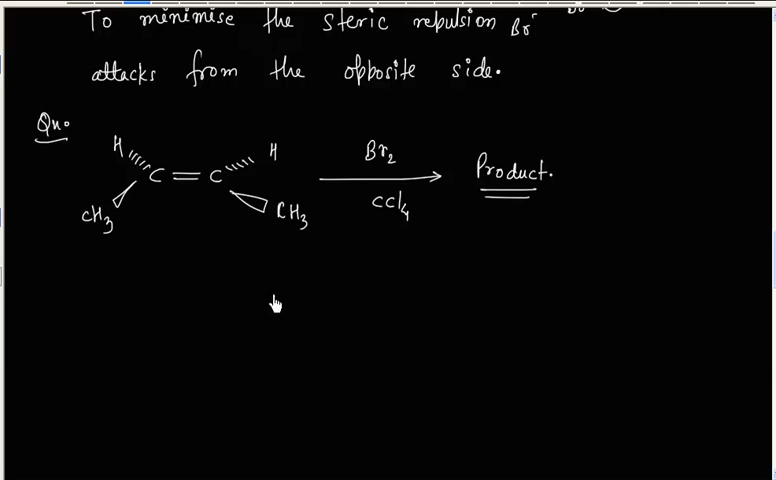 To minimise the steric repulsion Br⁻
attacks from the opposite side.
Qn.
H H
C = C
CH₃ CH₃
Br₂
CCl₄
Product.